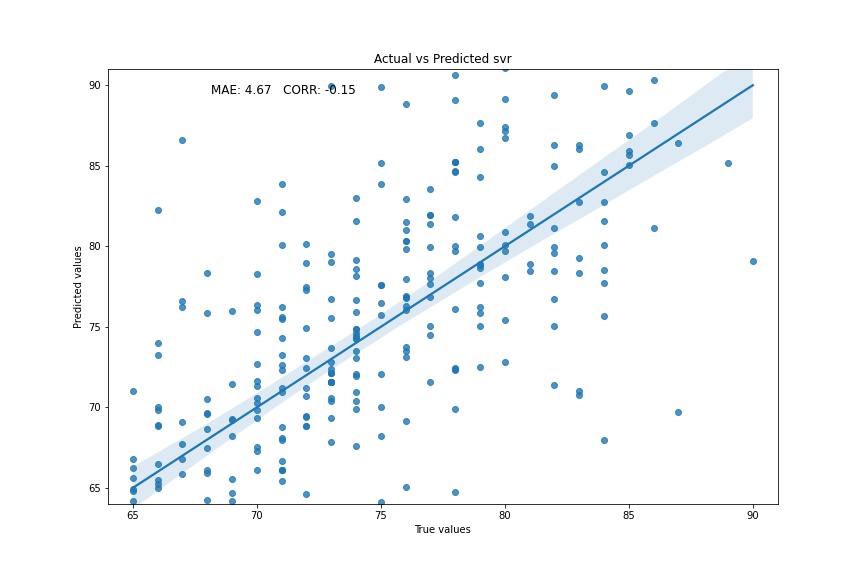 Actual vs Predicted svr
MAE: 4.67   CORR: -0.15
90
85
80
75
70
65
Predicted values
65 70 75 80 85 90
True values